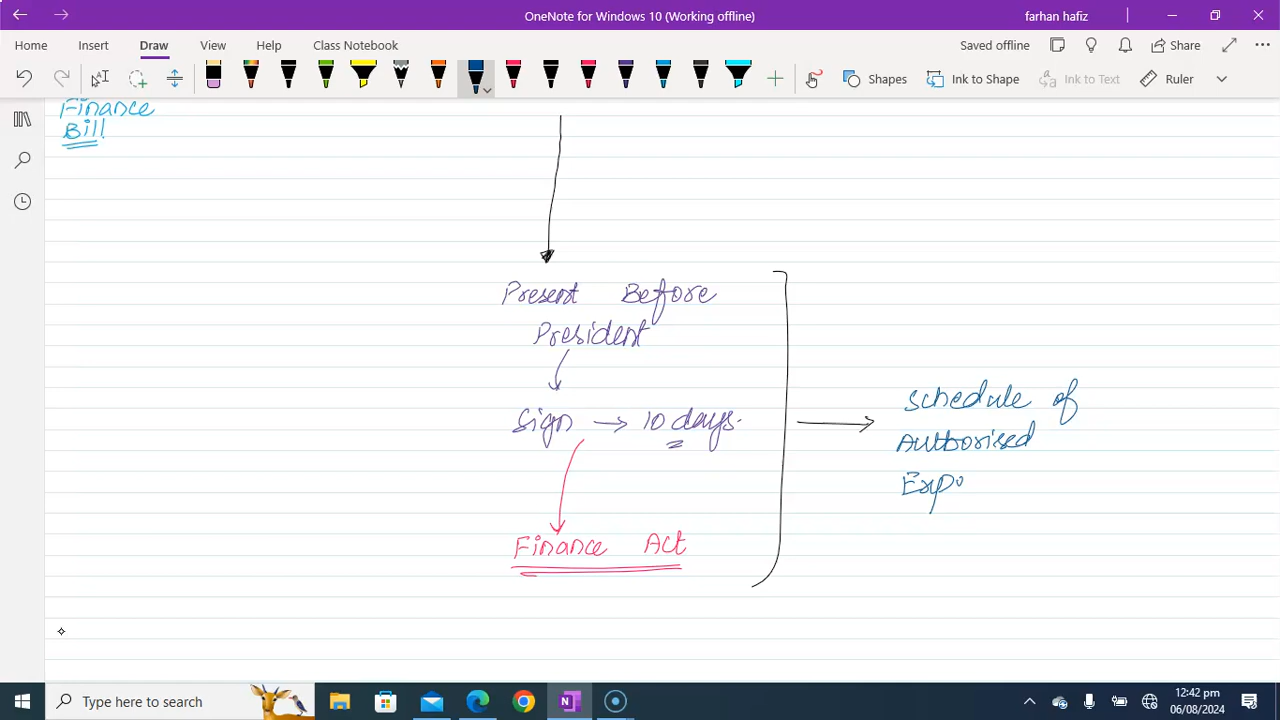 OneNote for Windows 10 (Working offline)
farhan hafiz
Home Insert Draw View Help Class Notebook
Saved offline
Share
Shapes
Ink to Shape
Ink to Text
Ruler
Finance
Bill
Present Before
President
Sign → 10 days.
Finance Act
Schedule of
Authorised
Exp.
Type here to search
12:42 pm
06/08/2024